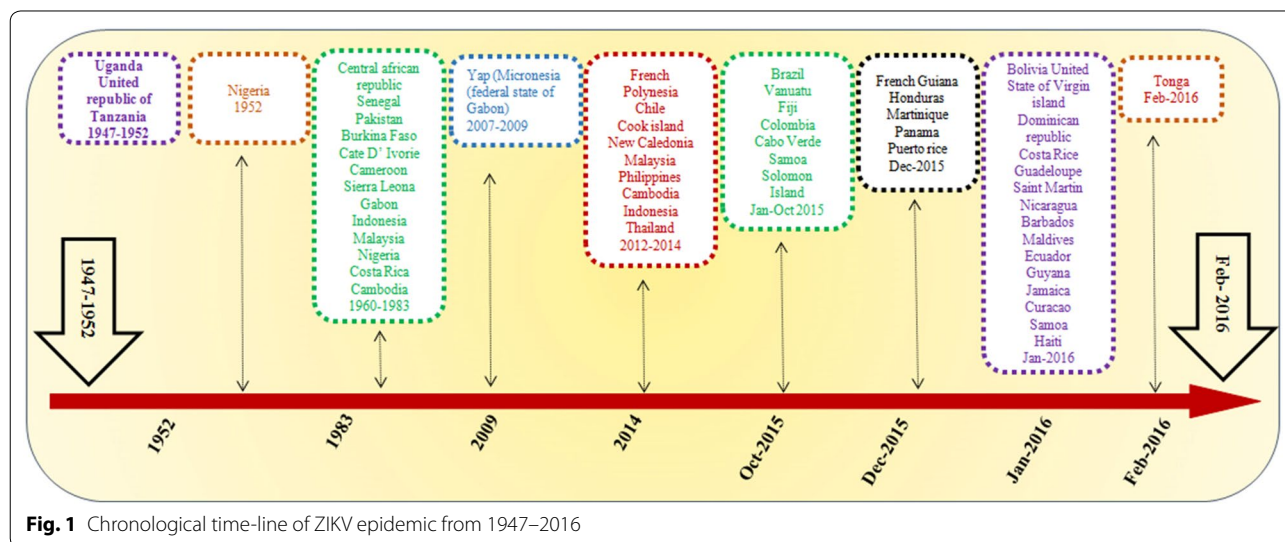 Uganda
United
republic of
Tanzania
1947-1952
Nigeria
1952
Central african
republic
Senegal
Pakistan
Burkina Faso
Cate D' Ivorie
Cameroon
Sierra Leona
Gabon
Indonesia
Malaysia
Nigeria
Costa Rica
Cambodia
1960-1983
Yap (Micronesia
(federal state of
Gabon)
2007-2009
French
Polynesia
Chile
Cook island
New Caledonia
Malaysia
Philippines
Cambodia
Indonesia
Thailand
2012-2014
Brazil
Vanuatu
Fiji
Colombia
Cabo Verde
Samoa
Solomon
Island
Jan-Oct 2015
French Guiana
Honduras
Martinique
Panama
Puerto rice
Dec-2015
Bolivia United
State of Virgin
island
Dominican
republic
Costa Rice
Guadeloupe
Saint Martin
Nicaragua
Barbados
Maldives
Ecuador
Guyana
Jamaica
Curacao
Samoa
Haiti
Jan-2016
Tonga
Feb-2016
1947-1952
Feb- 2016
1952
1983
2009
2014
Oct-2015
Dec-2015
Jan-2016
Feb-2016
Fig. 1 Chronological time-line of ZIKV epidemic from 1947–2016